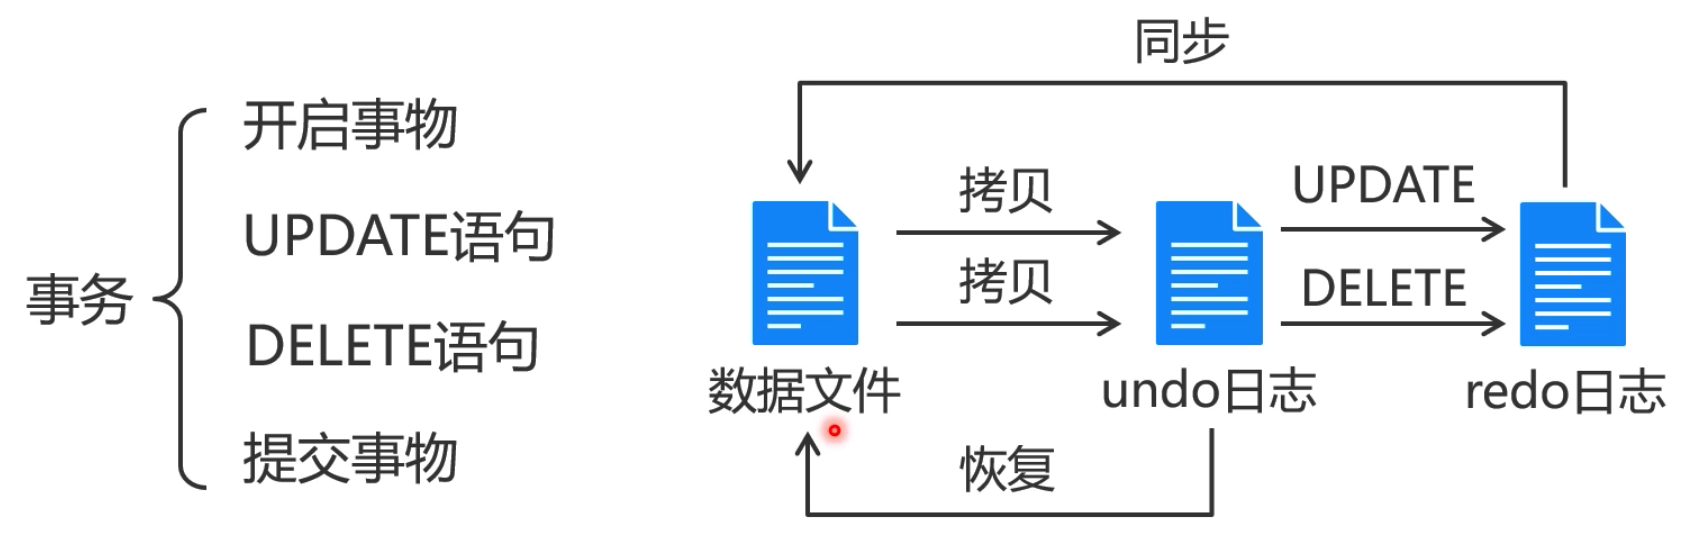 事务
开启事物
UPDATE语句
DELETE语句
提交事物
同步
拷贝
UPDATE
拷贝
DELETE
数据文件
undo日志
redo日志
恢复